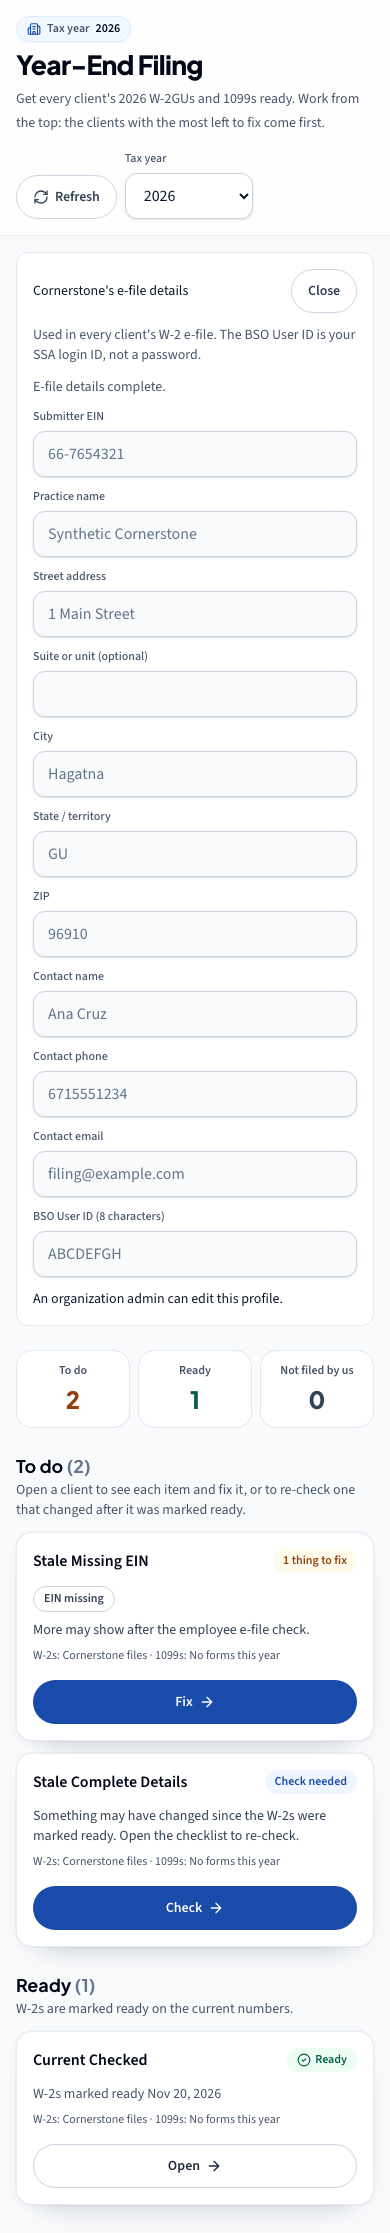 Tax year 2026
Year-End Filing
Get every client's 2026 W-2GUs and 1099s ready. Work from
the top: the clients with the most left to fix come first.
Tax year
Refresh
2026
Cornerstone's e-file details
Close
Used in every client's W-2 e-file. The BSO User ID is your
SSA login ID, not a password.
E-file details complete.
Submitter EIN
66-7654321
Practice name
Synthetic Cornerstone
Street address
1 Main Street
Suite or unit (optional)
City
Hagatna
State / territory
GU
ZIP
96910
Contact name
Ana Cruz
Contact phone
6715551234
Contact email
filing@example.com
BSO User ID (8 characters)
ABCDEFGH
An organization admin can edit this profile.
To do
2
Ready
1
Not filed by us
0
To do (2)
Open a client to see each item and fix it, or to re-check one
that changed after it was marked ready.
Stale Missing EIN
1 thing to fix
EIN missing
More may show after the employee e-file check.
W-2s: Cornerstone files · 1099s: No forms this year
Fix
Stale Complete Details
Check needed
Something may have changed since the W-2s were
marked ready. Open the checklist to re-check.
W-2s: Cornerstone files · 1099s: No forms this year
Check
Ready (1)
W-2s are marked ready on the current numbers.
Current Checked
Ready
W-2s marked ready Nov 20, 2026
W-2s: Cornerstone files · 1099s: No forms this year
Open